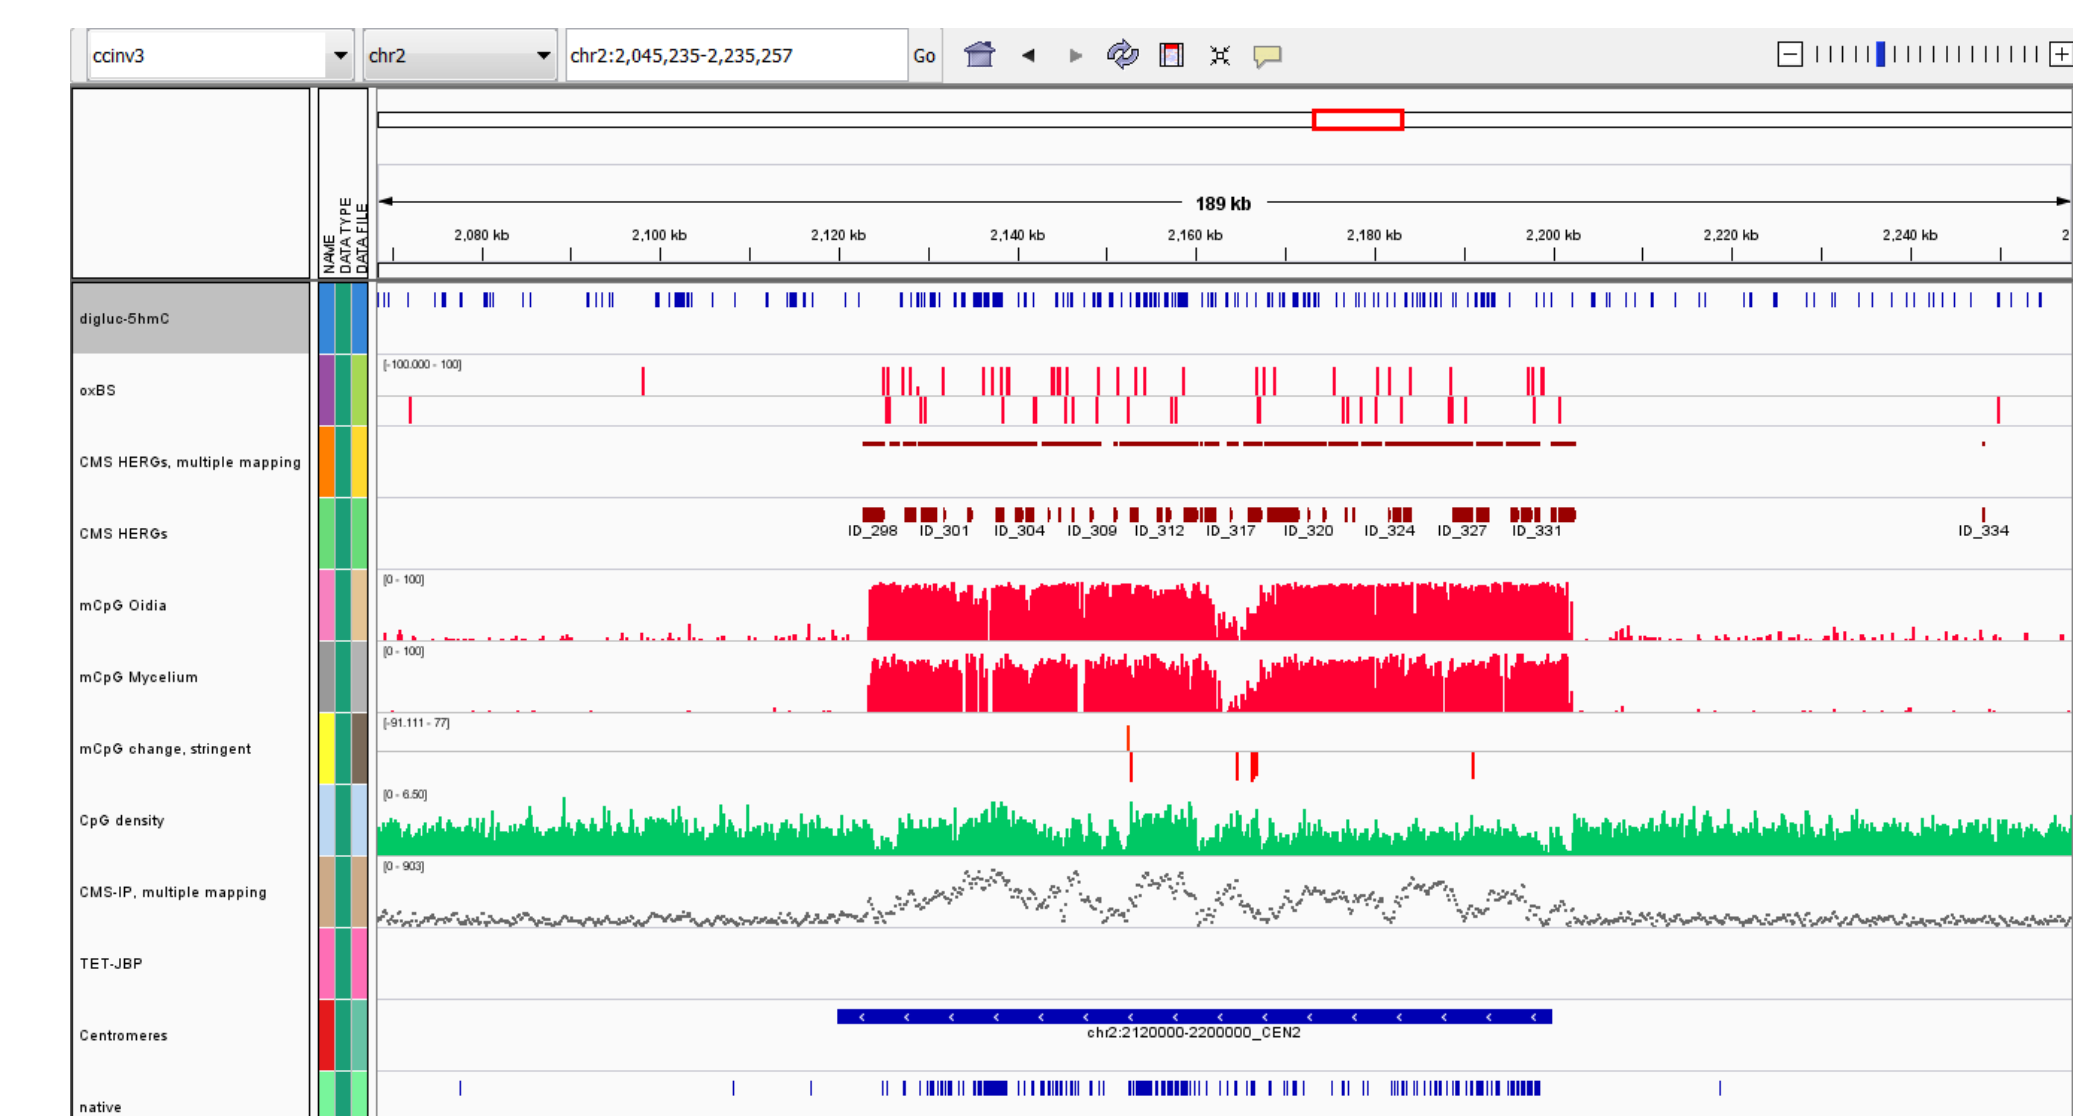 ccinv3 chr2 chr2:2,045,235-2,235,257 Go
NAME
DATA TYPE
DATA FILE
189 kb
2,080 kb 2,100 kb 2,120 kb 2,140 kb 2,160 kb 2,180 kb 2,200 kb 2,220 kb 2,240 kb 2
digluc-5hmC
[-100.000 - 100]
oxBS
CMS HERGs, multiple mapping
CMS HERGs
ID_298 ID_301 ID_304 ID_309 ID_312 ID_317 ID_320 ID_324 ID_327 ID_331 ID_334
[0 - 100]
mCpG Oidia
[0 - 100]
mCpG Mycelium
[-91.111 - 77]
mCpG change, stringent
[0 - 6.50]
CpG density
[0 - 903]
CMS-IP, multiple mapping
TET-JBP
Centromeres
chr2:2120000-2200000_CEN2
native